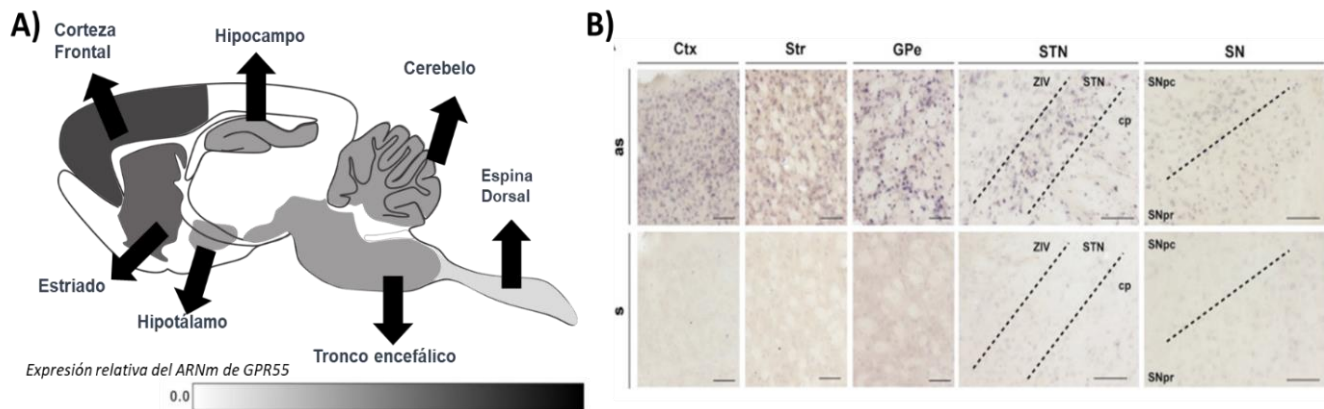 A)
Corteza
Frontal
Hipocampo
Cerebelo
Espina
Dorsal
Estriado
Hipotálamo
Tronco encefálico
Expresión relativa del ARNm de GPR55
0.0
B)
Ctx
Str
GPe
STN
SN
as
ZIV
STN
cp
SNpc
SNpr
s
ZIV
STN
cp
SNpc
SNpr